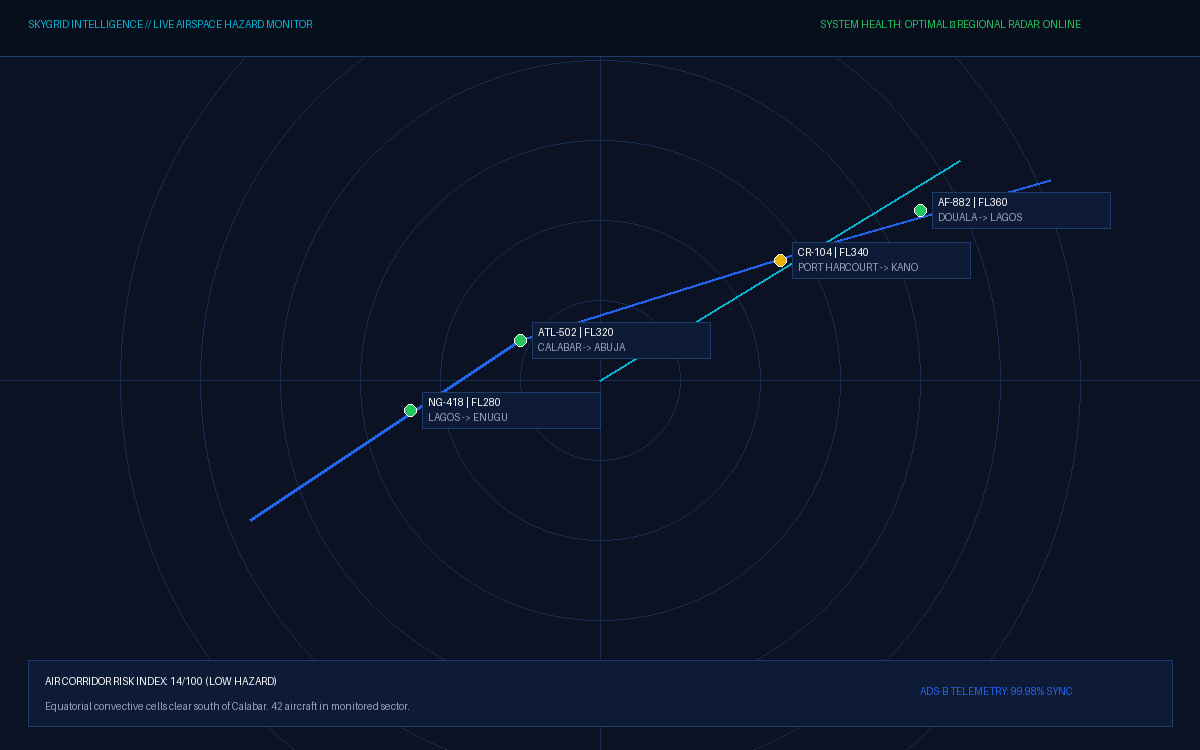 SKYGRID INTELLIGENCE // LIVE AIRSPACE HAZARD MONITOR
SYSTEM HEALTH: OPTIMAL▯REGIONAL RADAR: ONLINE
AF-882 | FL360
DOUALA -> LAGOS
CR-104 | FL340
PORT HARCOURT -> KANO
ATL-502 | FL320
CALABAR -> ABUJA
NG-418 | FL280
LAGOS -> ENUGU
AIR CORRIDOR RISK INDEX: 14/100 (LOW HAZARD)
Equatorial convective cells clear south of Calabar. 42 aircraft in monitored sector.
ADS-B TELEMETRY: 99.98% SYNC